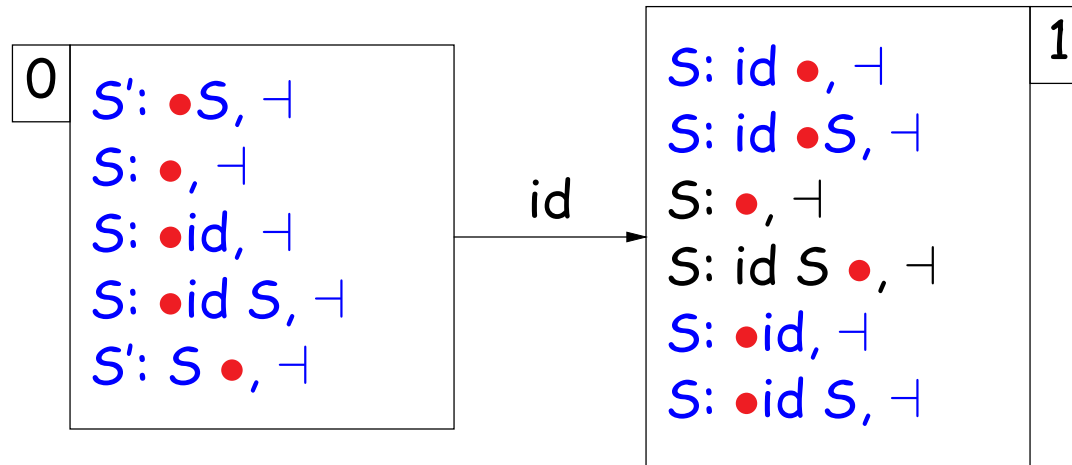 0
S': •S, ⊣
S: •, ⊣
S: •id, ⊣
S: •id S, ⊣
S': S •, ⊣
id
1
S: id •, ⊣
S: id •S, ⊣
S: •, ⊣
S: id S •, ⊣
S: •id, ⊣
S: •id S, ⊣